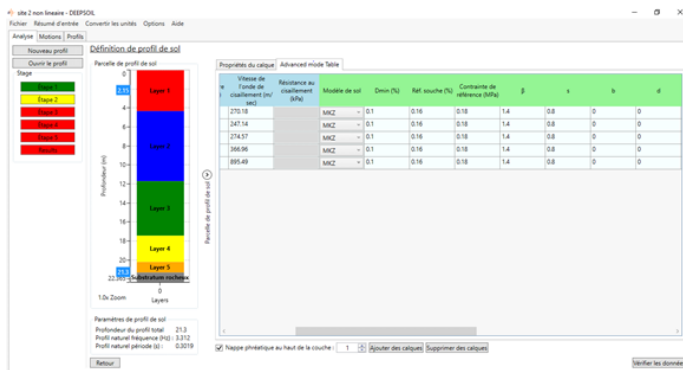 site 2 non lineaire - DEEPSOIL
Fichier Résumé d'entrée Convertir les unités Options Aide
Analyse Motions Profils
Nouveau profil
Ouvrir le profil
Stage
Étape 1
Étape 2
Définition de profil de sol
Parcelle de profil de sol
Profondeur (m)
0
2.15
4
6
8
10
12
14
16
18
20
21.3
Layer 1
Layer 2
Layer 3
Layer 4
Layer 5
Substratum rocheux
1.0x Zoom
0
Layers
Parcelle de profil de sol
Paramètres de profil de sol
Profondeur du profil total 21.3
Profil naturel fréquence (Hz) : 3.312
Profil naturel période (s) : 0.3019
Retour
Propriétés du calque Advanced mode Table
Vitesse de l'onde de cisaillement (m/sec) Résistance au cisaillement (kPa) Modèle de sol Dmin (%) Réf. souche (%) Contrainte de référence (MPa) β s b d
270.18 MKZ 0.1 0.16 0.18 1.4 0.8 0 0
247.14 MKZ 0.1 0.16 0.18 1.4 0.8 0 0
274.57 MKZ 0.1 0.16 0.18 1.4 0.8 0 0
366.96 MKZ 0.1 0.16 0.18 1.4 0.8 0 0
895.49 MKZ 0.1 0.16 0.18 1.4 0.8 0 0
Nappe phréatique au haut de la couche : 1 Ajouter des calques Supprimer des calques
Vérifier les donnée